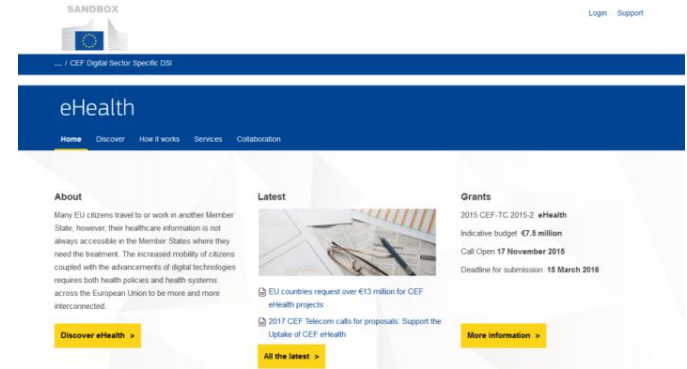 SANDBOX
Login Support
... / CEF Digital Sector Specific DSI
eHealth
Home Discover How it works Services Collaboration
About
Many EU citizens travel to or work in another Member
State, however, their healthcare information is not
always accessible in the Member States where they
need the treatment. The increased mobility of citizens
coupled with the advancements of digital technologies
requires both health policies and health systems
across the European Union to be more and more
interconnected.
Discover eHealth >
Latest
EU countries request over €13 million for CEF
eHealth projects
2017 CEF Telecom calls for proposals: Support the
Uptake of CEF eHealth
All the latest >
Grants
2015 CEF-TC 2015-2 eHealth
Indicative budget €7.5 million
Call Open 17 November 2015
Deadline for submission 15 March 2016
More information >